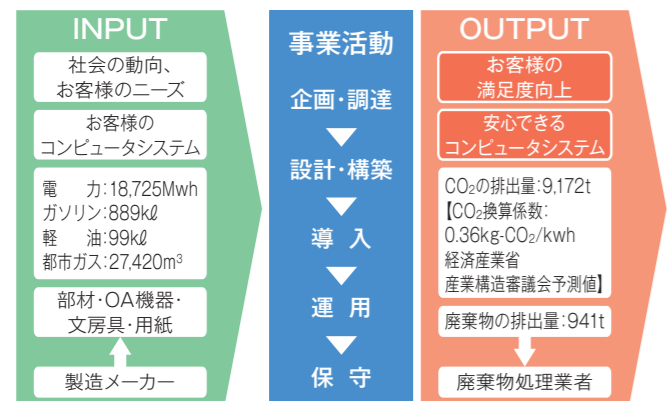 INPUT
社会の動向、
お客様のニーズ
お客様の
コンピュータシステム
電　力:18,725Mwh
ガソリン:889kℓ
軽　油:99kℓ
都市ガス:27,420m³
部材・OA機器・
文房具・用紙
製造メーカー
事業活動
企画・調達
設計・構築
導 入
運 用
保 守
OUTPUT
お客様の
満足度向上
安心できる
コンピュータシステム
CO₂の排出量:9,172t
【CO₂換算係数:
0.36kg-CO₂/kwh
経済産業省
産業構造審議会予測値】
廃棄物の排出量:941t
廃棄物処理業者